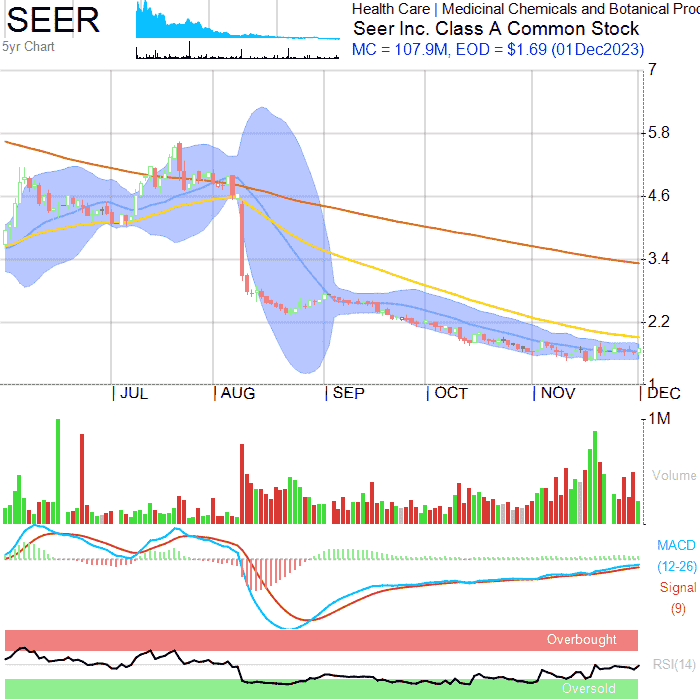 SEER
5yr Chart
Health Care | Medicinal Chemicals and Botanical Proc
Seer Inc. Class A Common Stock
MC = 107.9M, EOD = $1.69 (01Dec2023)
7
5.8
4.6
3.4
2.2
1
JUL AUG SEP OCT NOV DEC
1M
Volume
MACD
(12-26)
Signal
(9)
Overbought
RSI(14)
Oversold